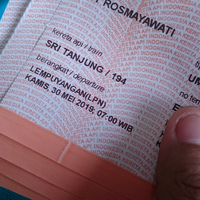 ROSMAYAWATI
kereta api / train
SRI TANJUNG / 194
berangkat / departure
LEMPUYANGAN(LPN)
KAMIS, 30 MEI 2019, 07:00 WIB